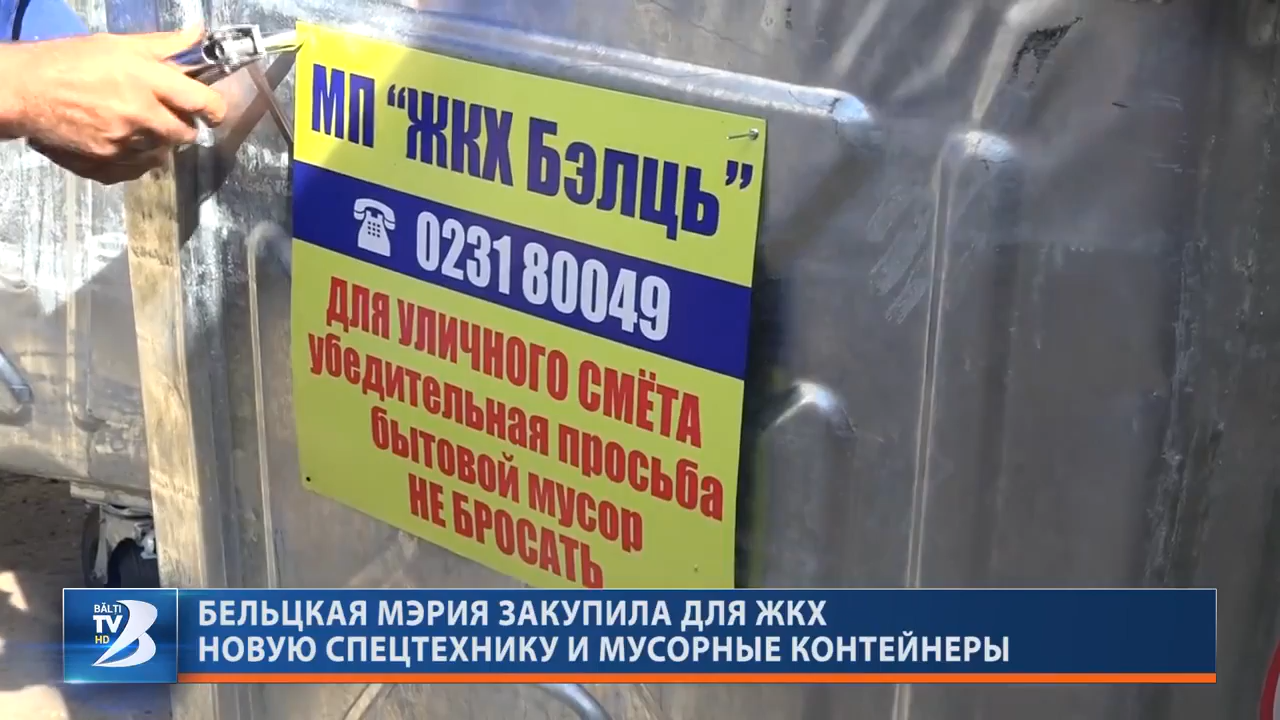 МП “ЖКХ Бэлць”
0231 80049
ДЛЯ УЛИЧНОГО СМЁТА
убедительная просьба
бытовой мусор
НЕ БРОСАТЬ
BĂLȚI
TV
HD
БЕЛЬЦКАЯ МЭРИЯ ЗАКУПИЛА ДЛЯ ЖКХ
НОВУЮ СПЕЦТЕХНИКУ И МУСОРНЫЕ КОНТЕЙНЕРЫ